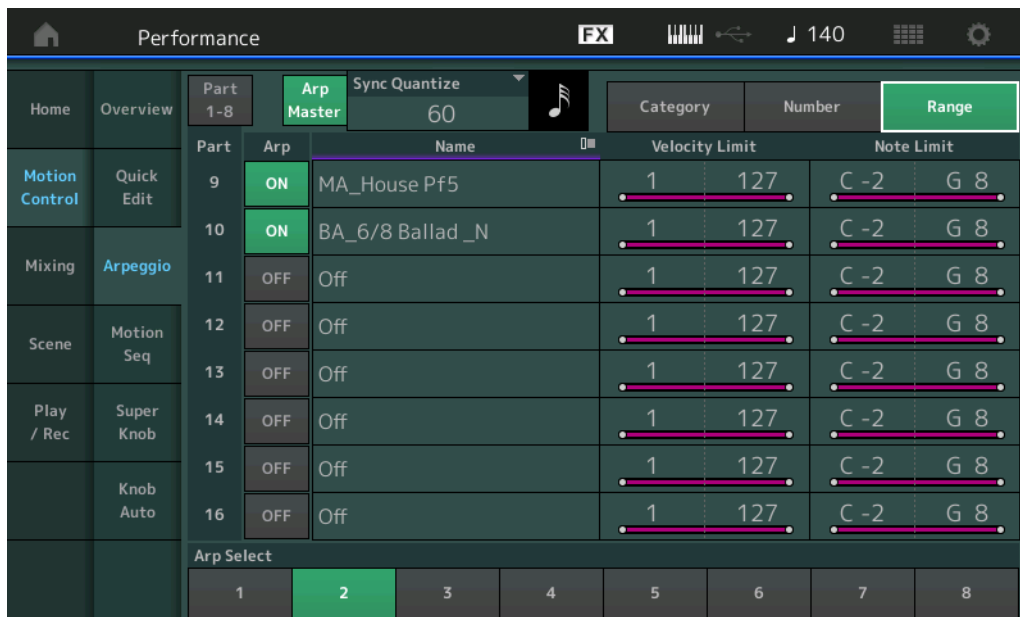 Performance FX 140
Home Overview Part 1-8 Arp Master Sync Quantize 60 Category Number Range
Part Arp Name Velocity Limit Note Limit
Motion Control Quick Edit 9 ON MA_House Pf5 1 127 C -2 G 8
10 ON BA_6/8 Ballad _N 1 127 C -2 G 8
Mixing Arpeggio 11 OFF Off 1 127 C -2 G 8
Scene Motion Seq 12 OFF Off 1 127 C -2 G 8
13 OFF Off 1 127 C -2 G 8
Play / Rec Super Knob 14 OFF Off 1 127 C -2 G 8
Knob Auto 15 OFF Off 1 127 C -2 G 8
16 OFF Off 1 127 C -2 G 8
Arp Select
1 2 3 4 5 6 7 8